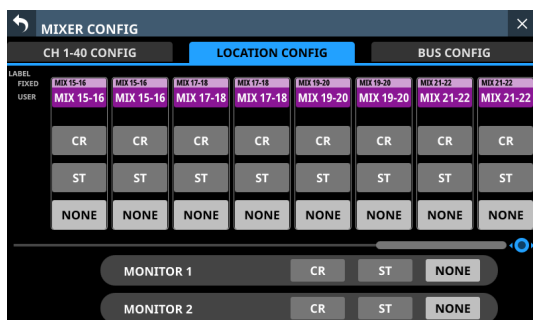 MIXER CONFIG
CH 1-40 CONFIG LOCATION CONFIG BUS CONFIG
LABEL
FIXED MIX 15-16 MIX 15-16 MIX 17-18 MIX 17-18 MIX 19-20 MIX 19-20 MIX 21-22 MIX 21-22
USER MIX 15-16 MIX 15-16 MIX 17-18 MIX 17-18 MIX 19-20 MIX 19-20 MIX 21-22 MIX 21-22
CR CR CR CR CR CR CR CR
ST ST ST ST ST ST ST ST
NONE NONE NONE NONE NONE NONE NONE NONE
MONITOR 1 CR ST NONE
MONITOR 2 CR ST NONE